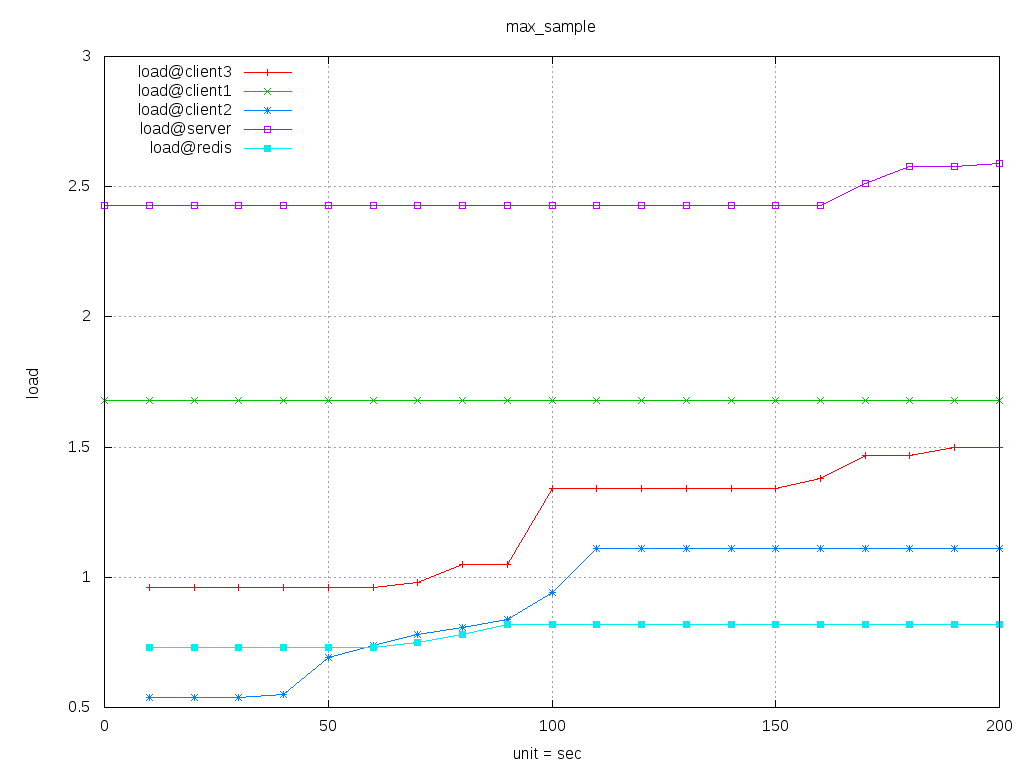 max_sample
load@client3
load@client1
load@client2
load@server
load@redis
3
2.5
2
1.5
1
0.5
load
0 50 100 150 200
unit = sec